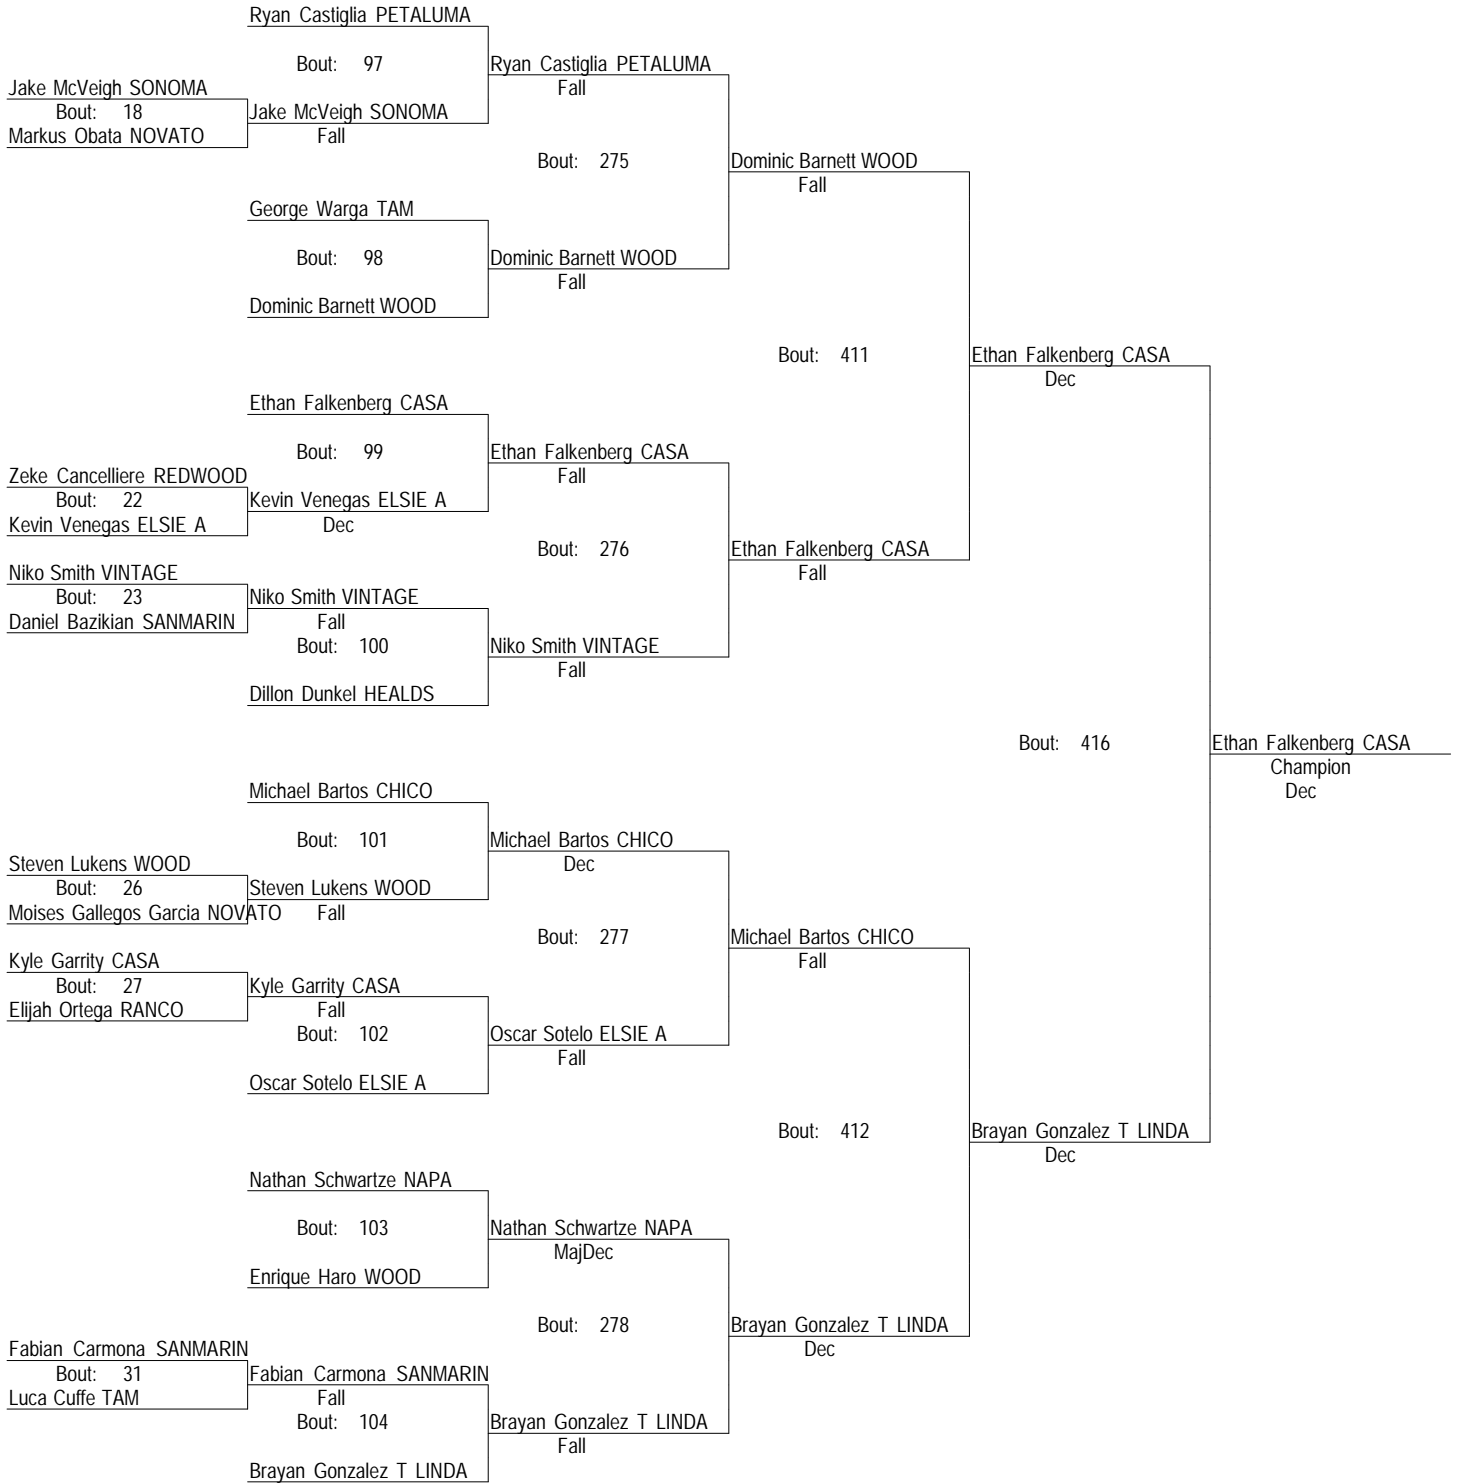 Ryan Castiglia PETALUMA
Bout: 97
Ryan Castiglia PETALUMA
Fall
Jake McVeigh SONOMA
Bout: 18
Jake McVeigh SONOMA
Markus Obata NOVATO
Fall
Bout: 275
Dominic Barnett WOOD
Fall
George Warga TAM
Bout: 98
Dominic Barnett WOOD
Fall
Dominic Barnett WOOD
Bout: 411
Ethan Falkenberg CASA
Dec
Ethan Falkenberg CASA
Bout: 99
Ethan Falkenberg CASA
Fall
Zeke Cancelliere REDWOOD
Bout: 22
Kevin Venegas ELSIE A
Kevin Venegas ELSIE A
Dec
Bout: 276
Ethan Falkenberg CASA
Fall
Niko Smith VINTAGE
Bout: 23
Niko Smith VINTAGE
Daniel Bazikian SANMARIN
Fall
Bout: 100
Niko Smith VINTAGE
Fall
Dillon Dunkel HEALDS
Bout: 416
Ethan Falkenberg CASA
Champion
Dec
Michael Bartos CHICO
Bout: 101
Michael Bartos CHICO
Dec
Steven Lukens WOOD
Bout: 26
Steven Lukens WOOD
Moises Gallegos Garcia NOVATO
Fall
Bout: 277
Michael Bartos CHICO
Fall
Kyle Garrity CASA
Bout: 27
Kyle Garrity CASA
Elijah Ortega RANCO
Fall
Bout: 102
Oscar Sotelo ELSIE A
Fall
Oscar Sotelo ELSIE A
Bout: 412
Brayan Gonzalez T LINDA
Dec
Nathan Schwartze NAPA
Bout: 103
Nathan Schwartze NAPA
MajDec
Enrique Haro WOOD
Bout: 278
Brayan Gonzalez T LINDA
Dec
Fabian Carmona SANMARIN
Bout: 31
Fabian Carmona SANMARIN
Luca Cuffe TAM
Fall
Bout: 104
Brayan Gonzalez T LINDA
Fall
Brayan Gonzalez T LINDA